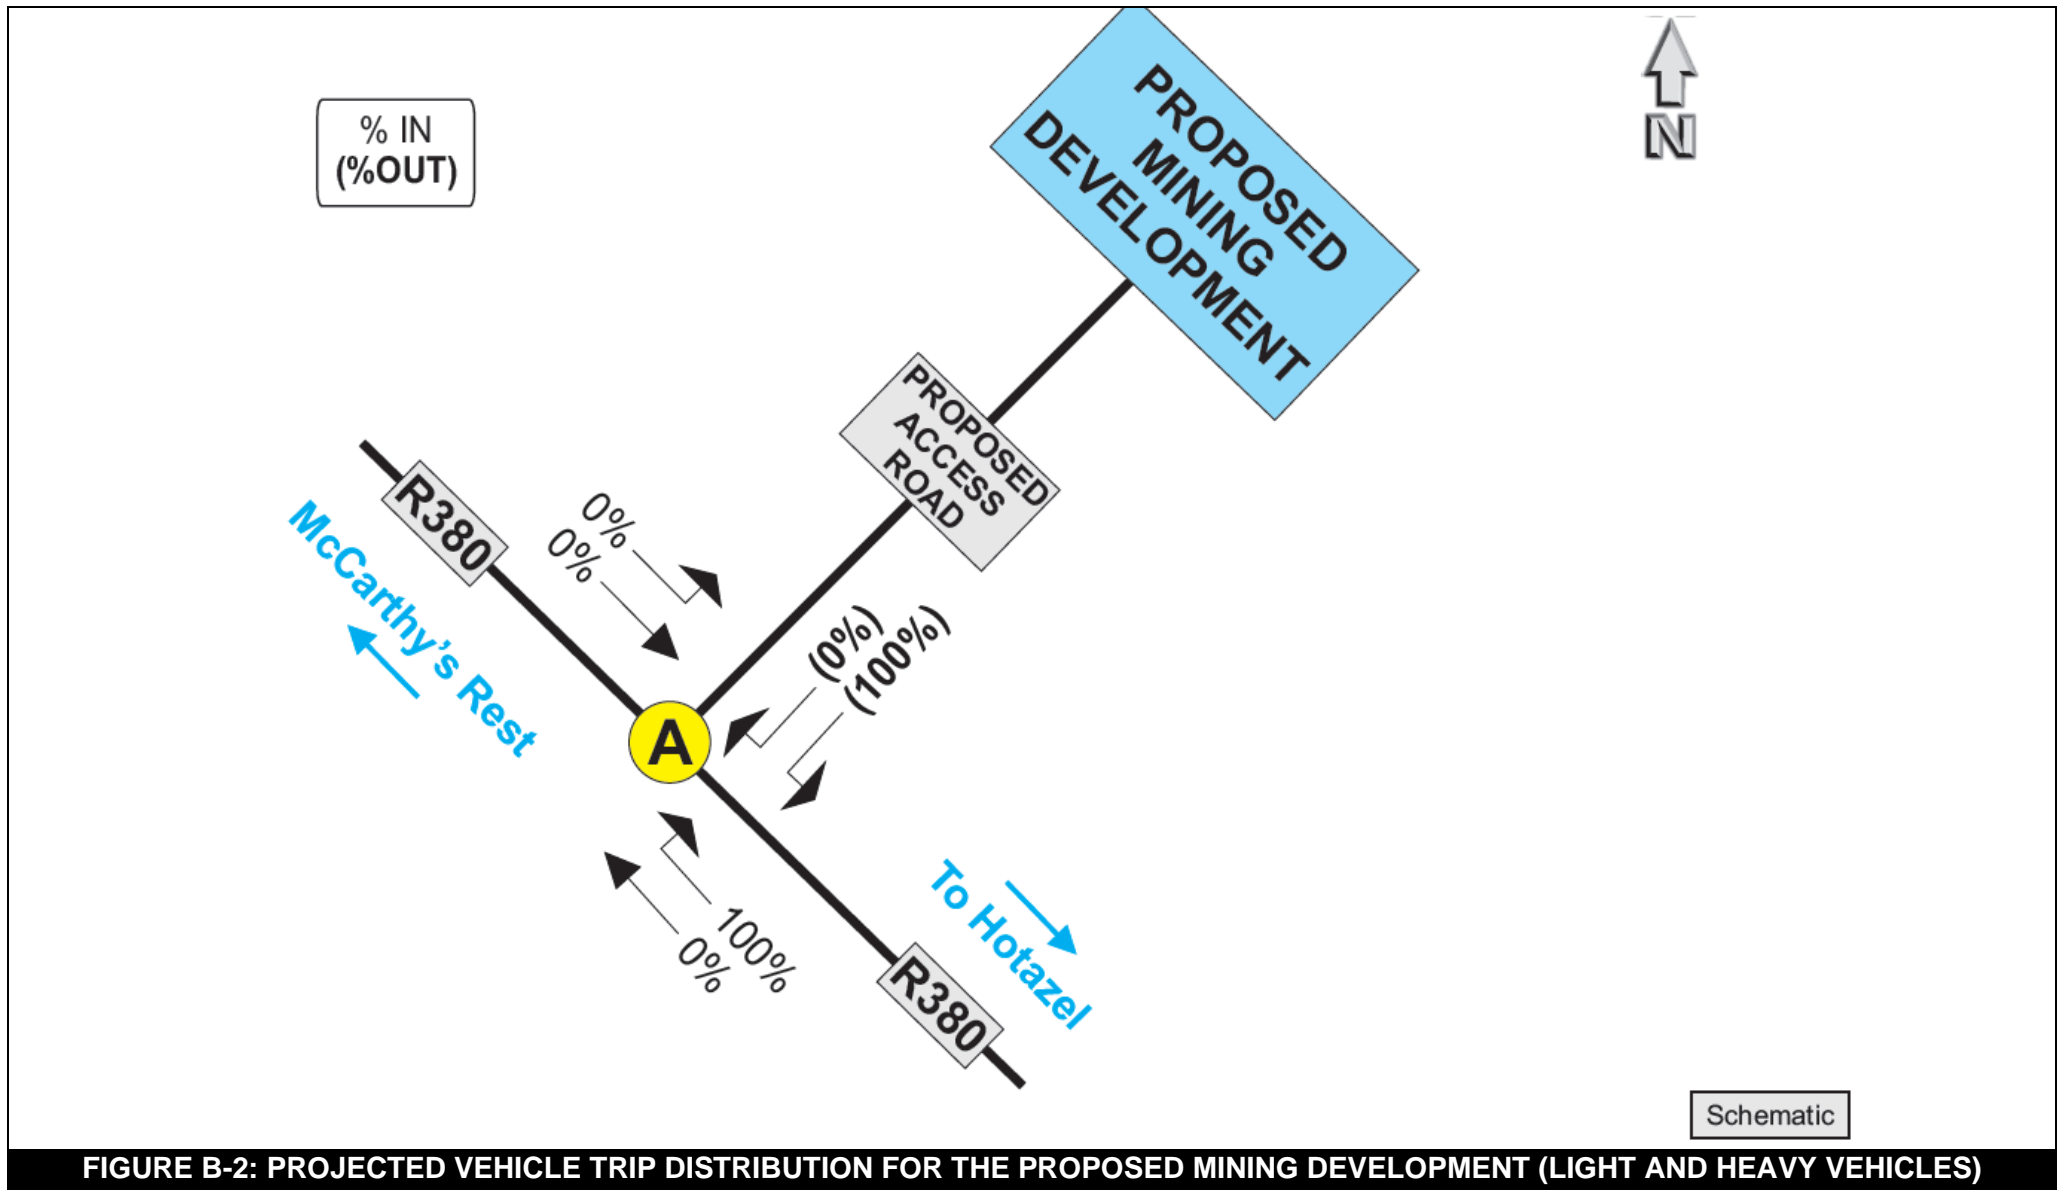 % IN
(%OUT)
N
PROPOSED
MINING
DEVELOPMENT
PROPOSED
ACCESS
ROAD
R380
McCarthy's Rest
0%
0%
(0%)
(100%)
A
100%
0%
To Hotazel
R380
Schematic
FIGURE B-2: PROJECTED VEHICLE TRIP DISTRIBUTION FOR THE PROPOSED MINING DEVELOPMENT (LIGHT AND HEAVY VEHICLES)